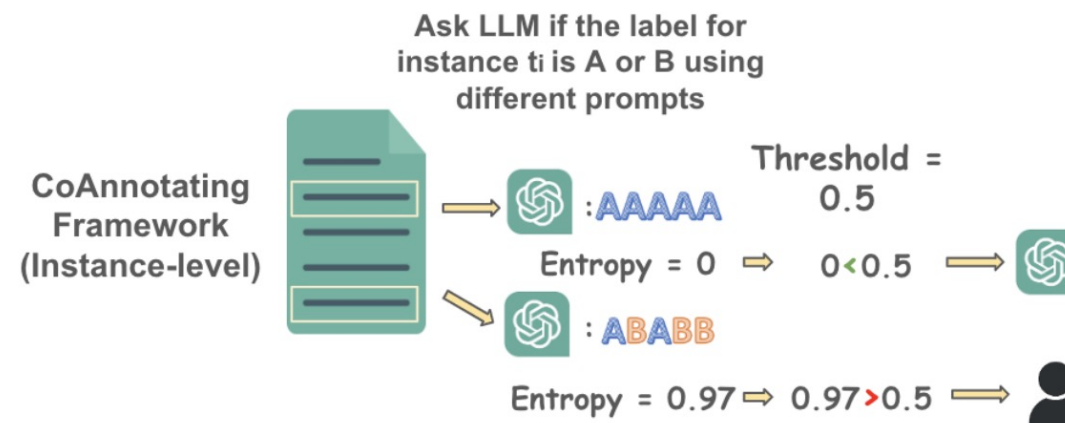 Ask LLM if the label for
instance ti is A or B using
different prompts
CoAnnotating
Framework
(Instance-level)
Threshold =
0.5
: AAAAA
Entropy = 0
0<0.5
: ABABB
Entropy = 0.97
0.97>0.5